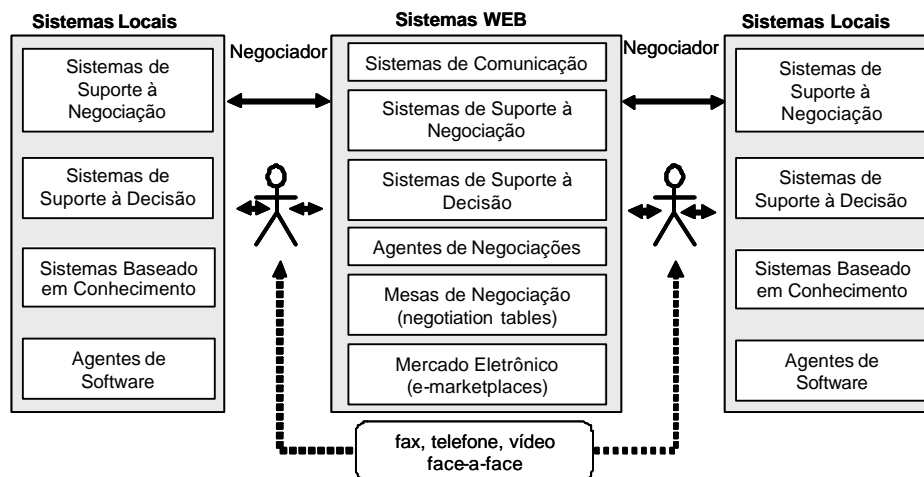 Sistemas Locais
Sistemas de
Suporte à
Negociação
Sistemas de
Suporte à Decisão
Sistemas Baseado
em Conhecimento
Agentes de
Software
Negociador
Sistemas WEB
Sistemas de Comunicação
Sistemas de Suporte à
Negociação
Sistemas de Suporte à
Decisão
Agentes de Negociações
Mesas de Negociação
(negotiation tables)
Mercado Eletrônico
(e-marketplaces)
fax, telefone, vídeo
face-a-face
Negociador
Sistemas Locais
Sistemas de
Suporte à
Negociação
Sistemas de
Suporte à Decisão
Sistemas Baseado
em Conhecimento
Agentes de
Software